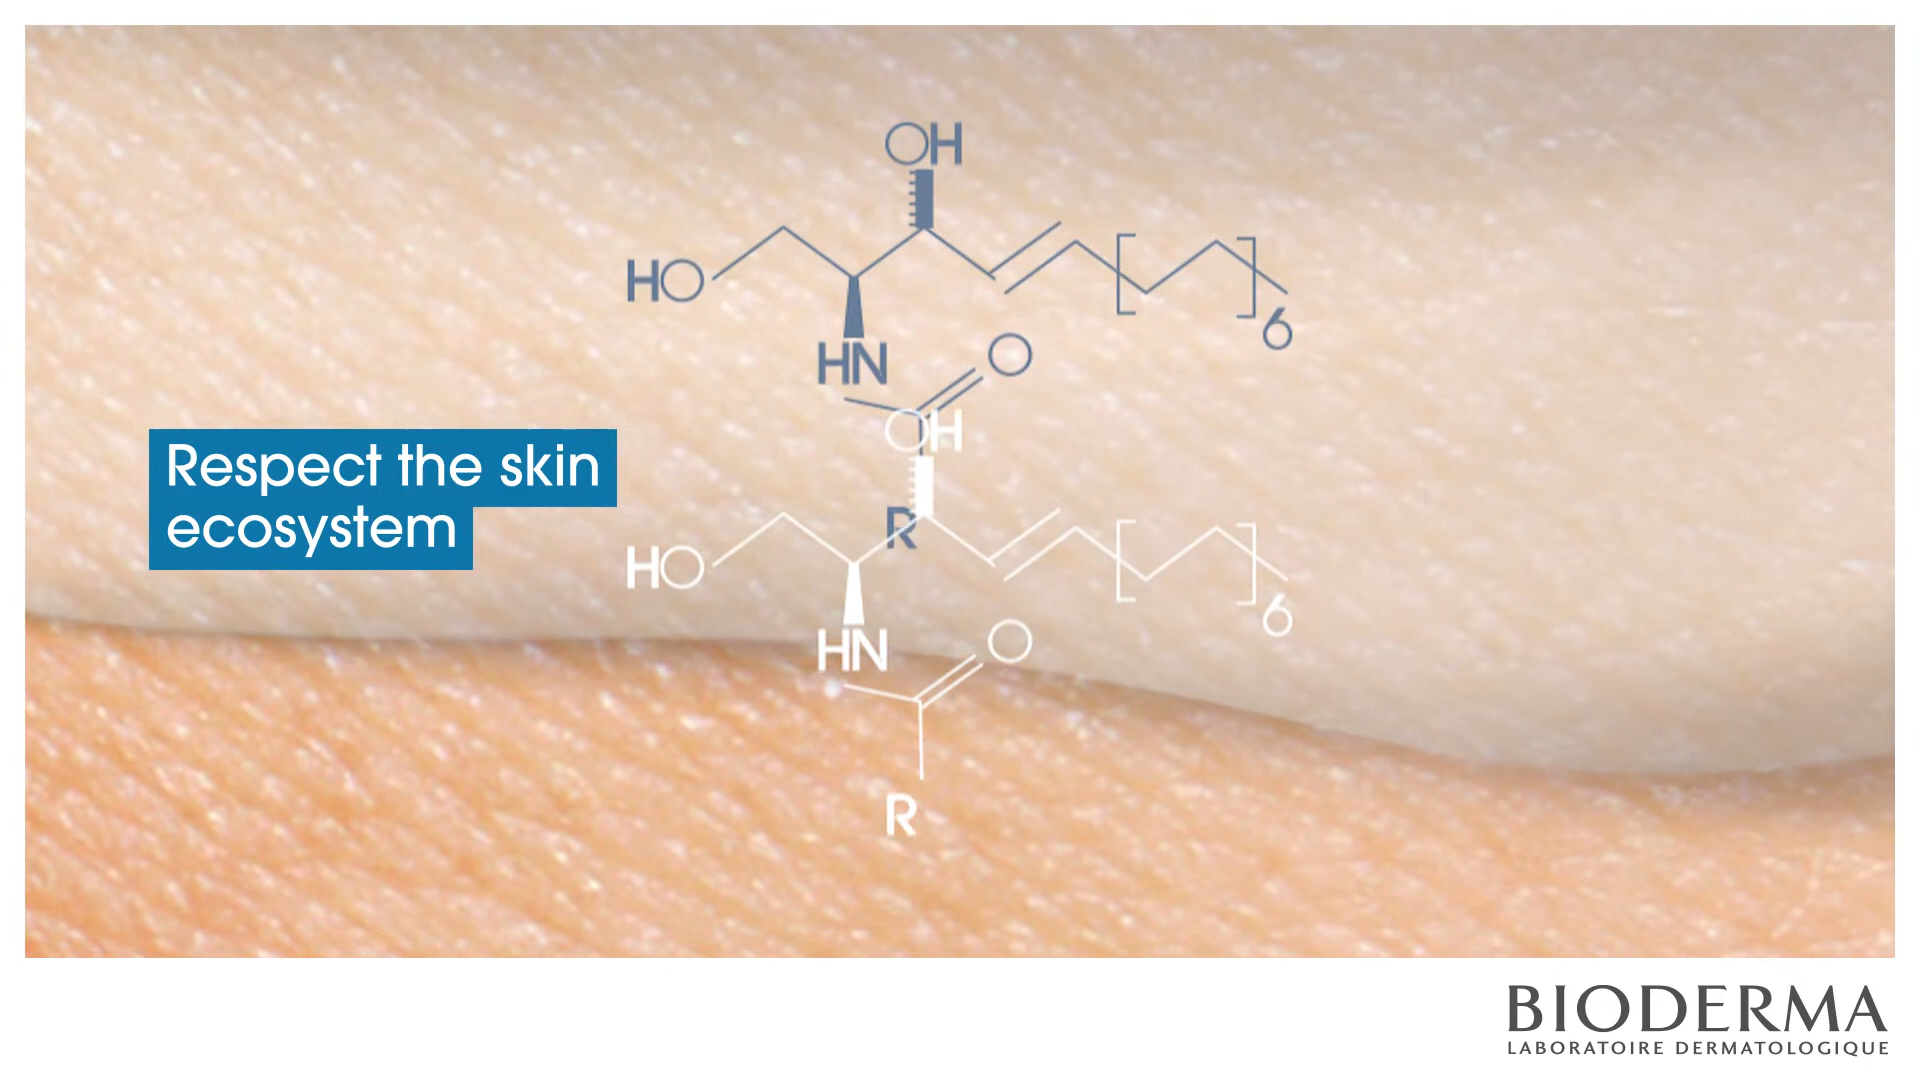 OH
HO
6
HN
O
Respect the skin
ecosystem
OH
R
HO
6
HN
O
R
BIODERMA
LABORATOIRE DERMATOLOGIQUE